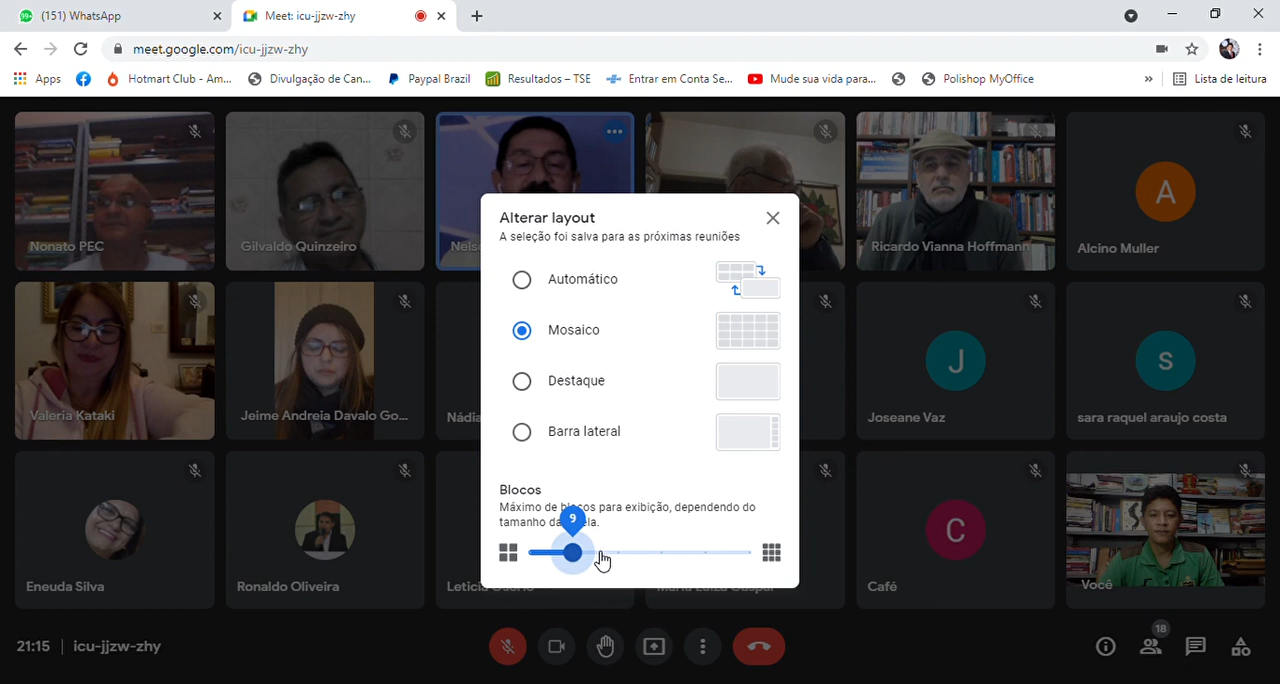 99+ (151) WhatsApp
Meet: icu-jjzw-zhy
meet.google.com/icu-jjzw-zhy
Apps Hotmart Club - Am... Divulgação de Can... Paypal Brazil Resultados – TSE Entrar em Conta Se... Mude sua vida para... Polishop MyOffice » Lista de leitura
Nonato PEC
Gilvaldo Quinzeiro
Ricardo Vianna Hoffmann
A
Alcino Muller
Alterar layout
A seleção foi salva para as próximas reuniões
Automático
Mosaico
Destaque
Barra lateral
Blocos
Máximo de para exibição, dependendo do
tamanho
9
Valeria Kataki
Jeime Andreia Davalo Go...
J
Joseane Vaz
s
sara raquel araujo costa
Eneuda Silva
Ronaldo Oliveira
C
Café
Você
21:15 | icu-jjzw-zhy
18